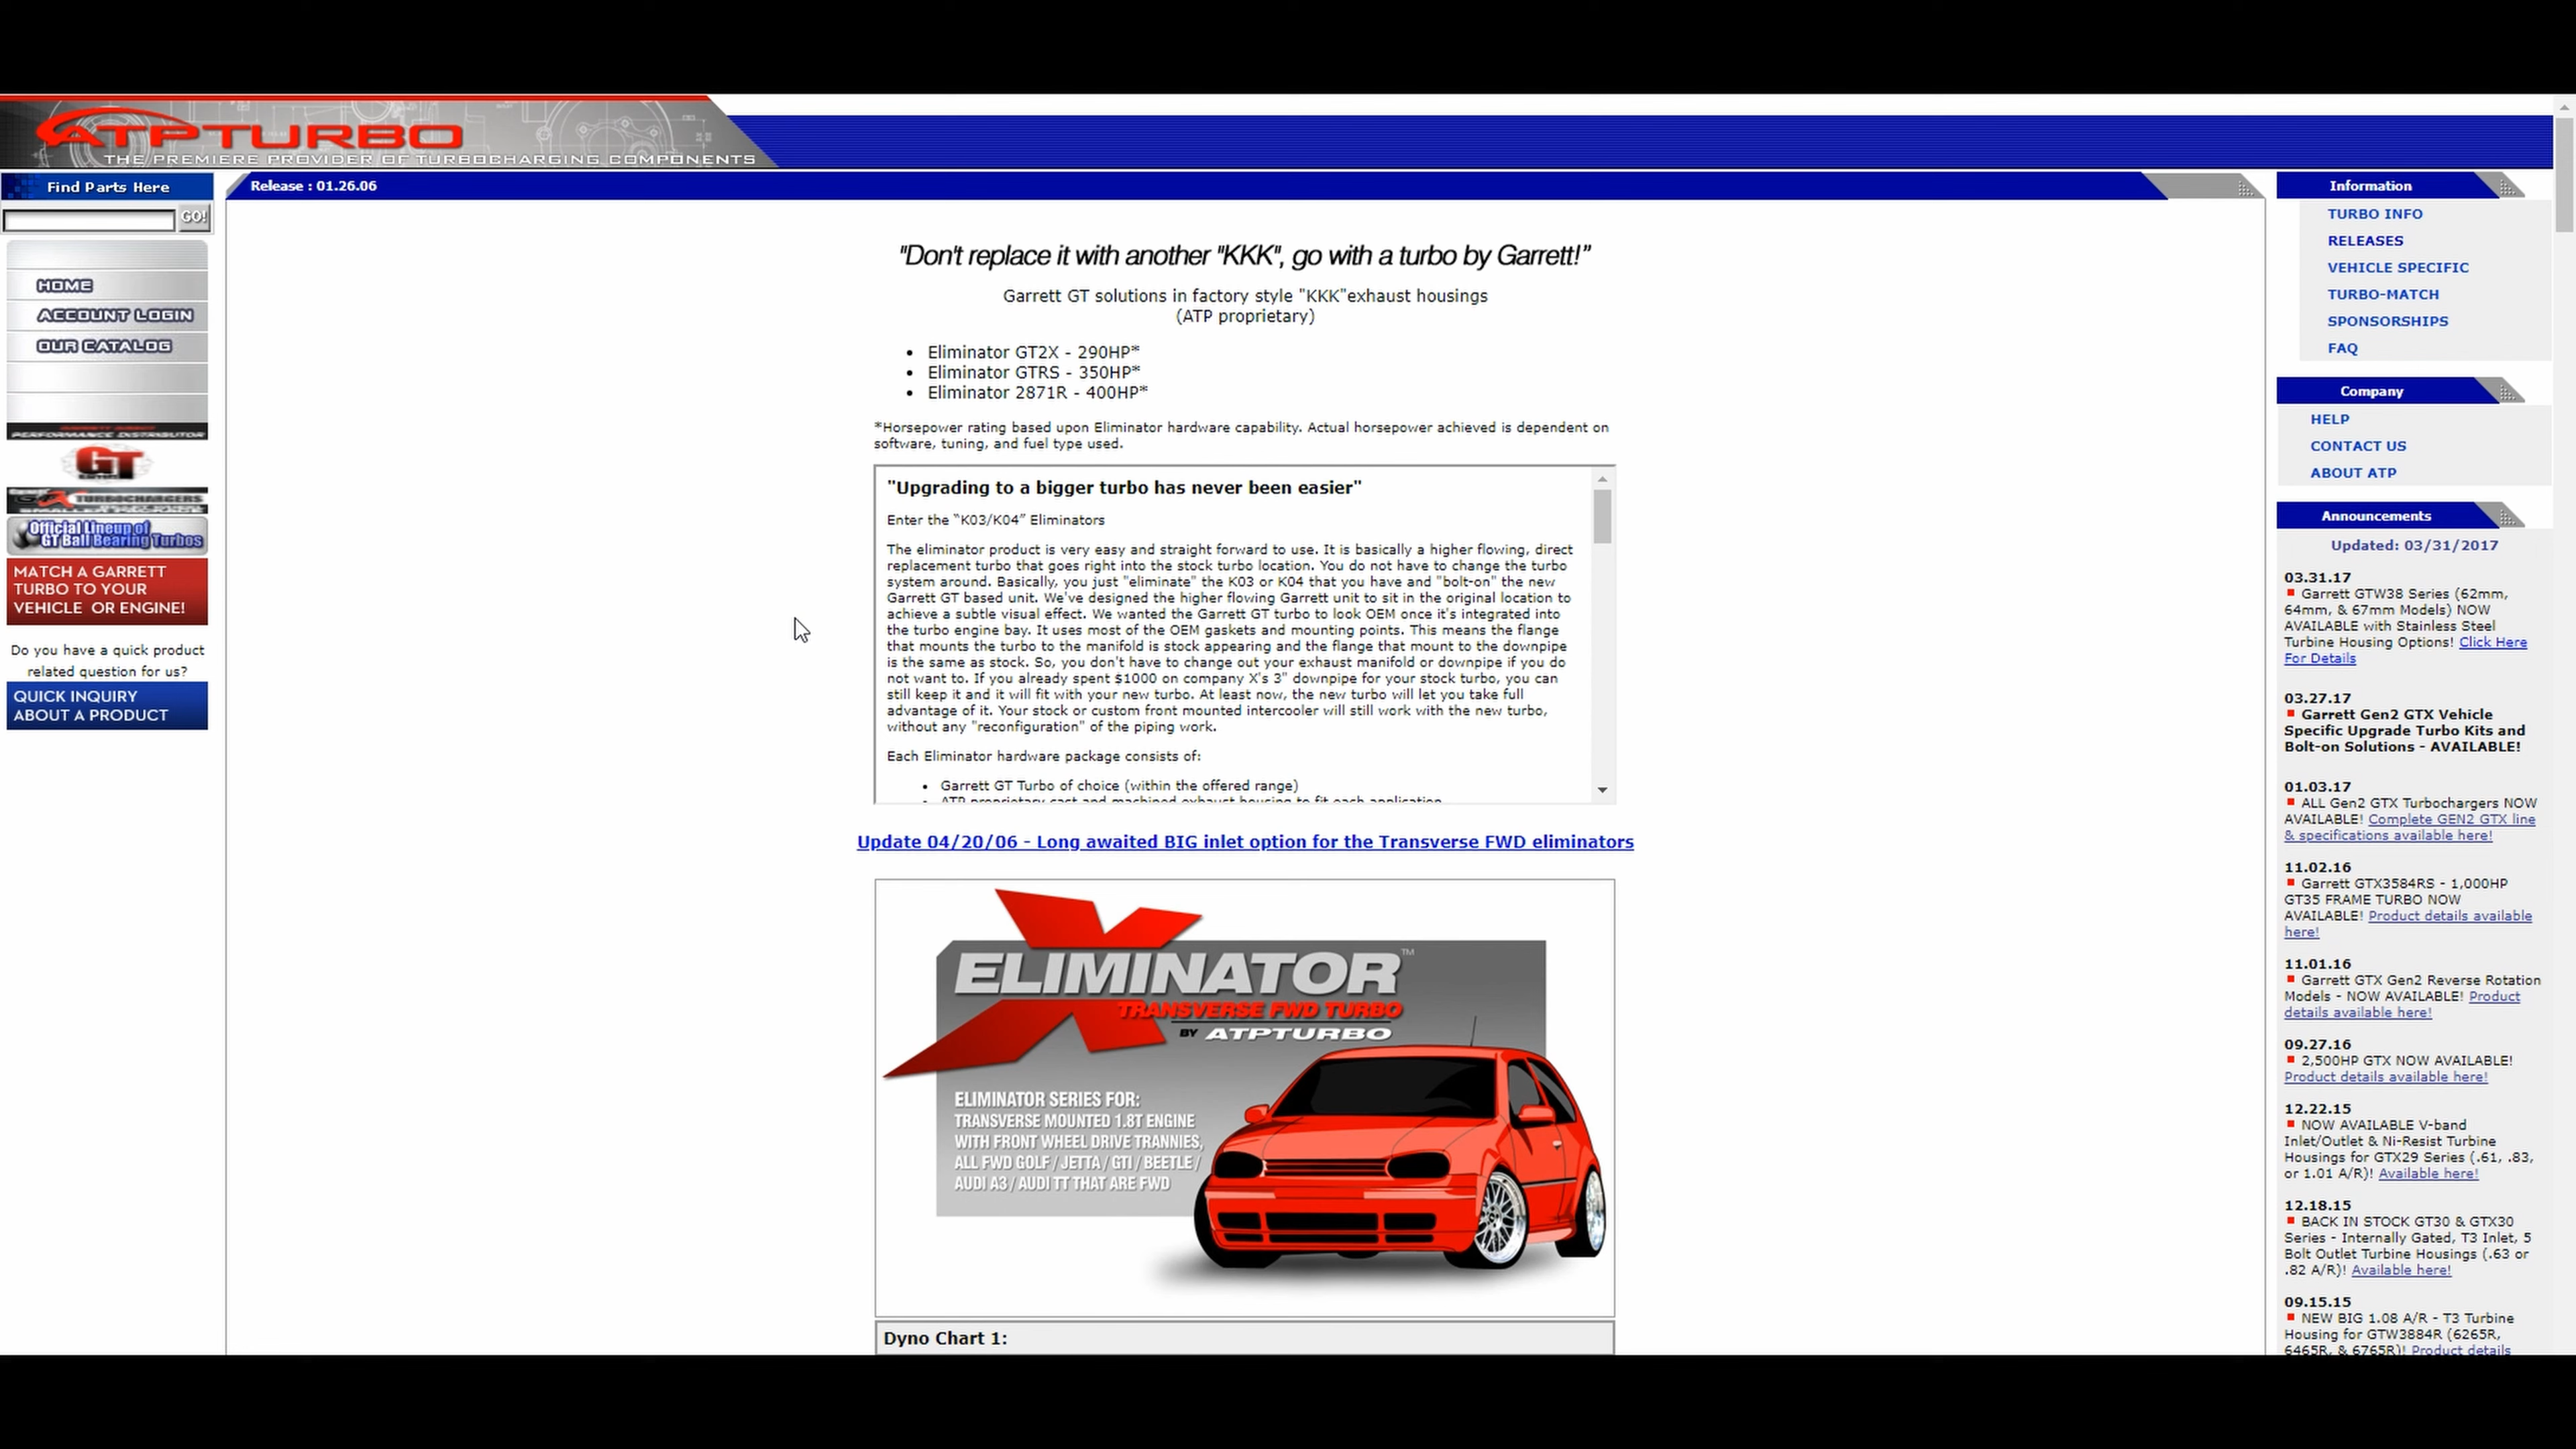 ATPTURBO
THE PREMIERE PROVIDER OF TURBOCHARGING COMPONENTS
Find Parts Here
GO!
HOME
ACCOUNT LOGIN
OUR CATALOG
PERFORMANCE DISTRIBUTOR
GT
TURBOCHARGERS
Official Lineup of
GT Ball Bearing Turbos
MATCH A GARRETT
TURBO TO YOUR
VEHICLE OR ENGINE!
Do you have a quick product
related question for us?
QUICK INQUIRY
ABOUT A PRODUCT
Release : 01.26.06
"Don't replace it with another "KKK", go with a turbo by Garrett!”
Garrett GT solutions in factory style "KKK"exhaust housings
(ATP proprietary)
• Eliminator GT2X - 290HP*
• Eliminator GTRS - 350HP*
• Eliminator 2871R - 400HP*
*Horsepower rating based upon Eliminator hardware capability. Actual horsepower achieved is dependent on
software, tuning, and fuel type used.
"Upgrading to a bigger turbo has never been easier"
Enter the “K03/K04” Eliminators
The eliminator product is very easy and straight forward to use. It is basically a higher flowing, direct
replacement turbo that goes right into the stock turbo location. You do not have to change the turbo
system around. Basically, you just "eliminate" the K03 or K04 that you have and "bolt-on" the new
Garrett GT based unit. We've designed the higher flowing Garrett unit to sit in the original location to
achieve a subtle visual effect. We wanted the Garrett GT turbo to look OEM once it's integrated into
the turbo engine bay. It uses most of the OEM gaskets and mounting points. This means the flange
that mounts the turbo to the manifold is stock appearing and the flange that mount to the downpipe
is the same as stock. So, you don't have to change out your exhaust manifold or downpipe if you do
not want to. If you already spent $1000 on company X's 3" downpipe for your stock turbo, you can
still keep it and it will fit with your new turbo. At least now, the new turbo will let you take full
advantage of it. Your stock or custom front mounted intercooler will still work with the new turbo,
without any "reconfiguration" of the piping work.
Each Eliminator hardware package consists of:
• Garrett GT Turbo of choice (within the offered range)
• ATP proprietary cast and machined exhaust housing to fit each application
Update 04/20/06 - Long awaited BIG inlet option for the Transverse FWD eliminators
ELIMINATOR™
TRANSVERSE FWD TURBO
BY ATPTURBO
ELIMINATOR SERIES FOR:
TRANSVERSE MOUNTED 1.8T ENGINE
WITH FRONT WHEEL DRIVE TRANNIES,
ALL FWD GOLF / JETTA / GTI / BEETLE /
AUDI A3 / AUDI TT THAT ARE FWD
Dyno Chart 1:
Information
TURBO INFO
RELEASES
VEHICLE SPECIFIC
TURBO-MATCH
SPONSORSHIPS
FAQ
Company
HELP
CONTACT US
ABOUT ATP
Announcements
Updated: 03/31/2017
03.31.17
Garrett GTW38 Series (62mm,
64mm, & 67mm Models) NOW
AVAILABLE with Stainless Steel
Turbine Housing Options! Click Here
For Details
03.27.17
Garrett Gen2 GTX Vehicle
Specific Upgrade Turbo Kits and
Bolt-on Solutions - AVAILABLE!
01.03.17
ALL Gen2 GTX Turbochargers NOW
AVAILABLE! Complete GEN2 GTX line
& specifications available here!
11.02.16
Garrett GTX3584RS - 1,000HP
GT35 FRAME TURBO NOW
AVAILABLE! Product details available
here!
11.01.16
Garrett GTX Gen2 Reverse Rotation
Models - NOW AVAILABLE! Product
details available here!
09.27.16
2,500HP GTX NOW AVAILABLE!
Product details available here!
12.22.15
NOW AVAILABLE V-band
Inlet/Outlet & Ni-Resist Turbine
Housings for GTX29 Series (.61, .83,
or 1.01 A/R)! Available here!
12.18.15
BACK IN STOCK GT30 & GTX30
Series - Internally Gated, T3 Inlet, 5
Bolt Outlet Turbine Housings (.63 or
.82 A/R)! Available here!
09.15.15
NEW BIG 1.08 A/R - T3 Turbine
Housing for GTW3884R (6265R,
6465R, & 6765R)! Product details